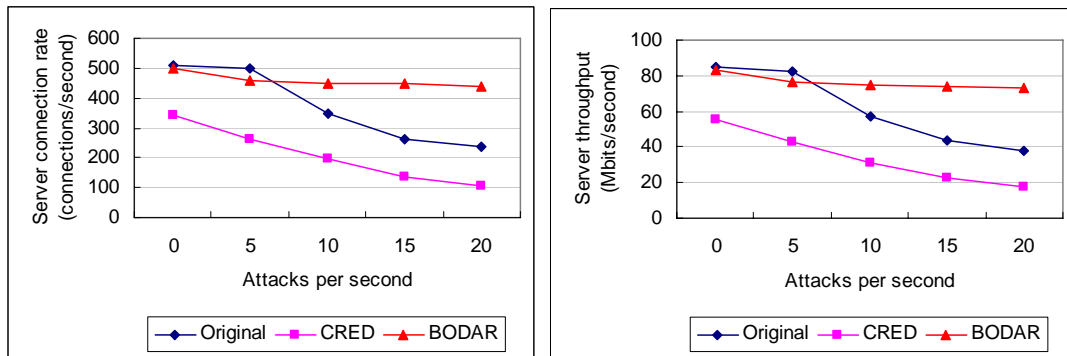 Server connection rate
(connections/second)
600
500
400
300
200
100
0
0 5 10 15 20
Attacks per second
Original CRED BODAR
Server throughput
(Mbits/second)
100
80
60
40
20
0
0 5 10 15 20
Attacks per second
Original CRED BODAR